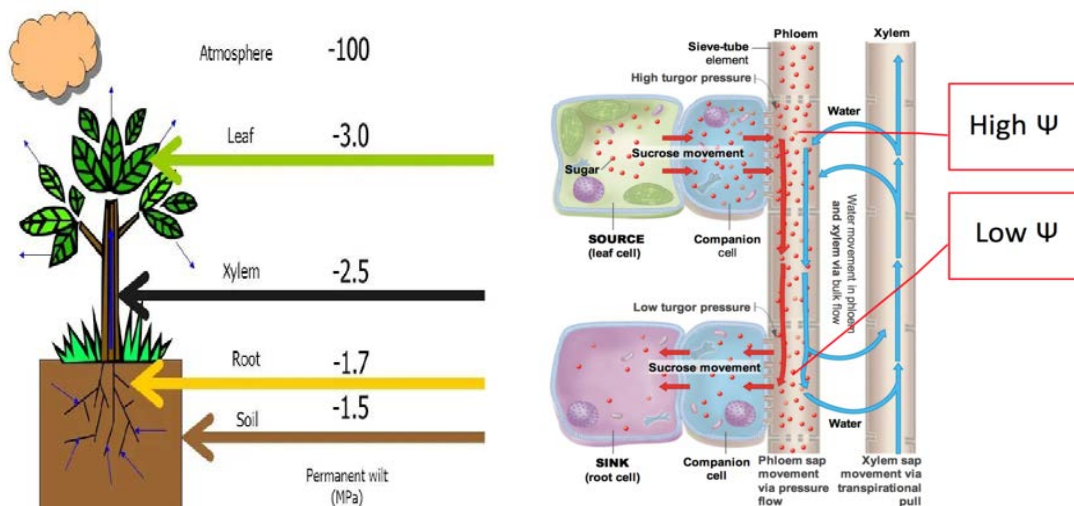 Atmosphere -100
Leaf -3.0
Xylem -2.5
Root -1.7
Soil -1.5
Permanent wilt
(MPa)
Phloem
Xylem
Sieve-tube
element
High turgor pressure
Water
Sucrose movement
Sugar
SOURCE
(leaf cell)
Companion
cell
Water movement in phloem
and xylem via bulk
flow
Low turgor pressure
Sucrose movement
Water
SINK
(root cell)
Companion
cell
Phloem sap
movement
via pressure
flow
Xylem sap
movement via
transpirational
pull
High Ψ
Low Ψ